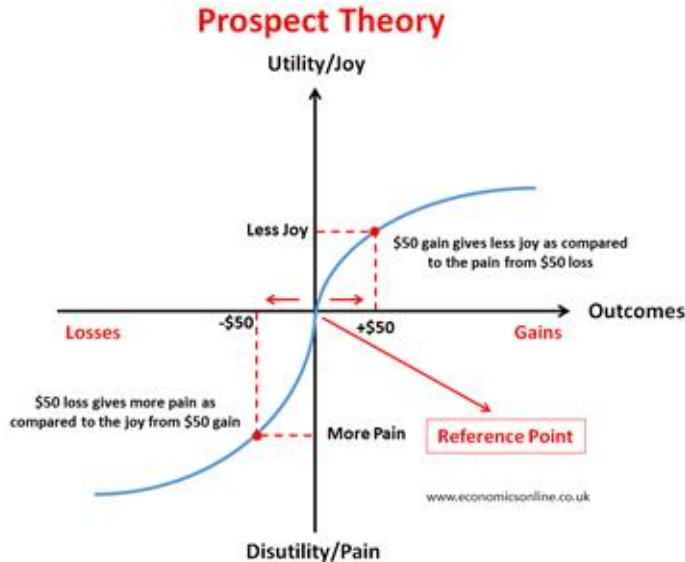 Prospect Theory
Utility/Joy
Less Joy
$50 gain gives less joy as compared
to the pain from $50 loss
-$50
+$50
Outcomes
Losses
Gains
$50 loss gives more pain as
compared to the joy from $50 gain
More Pain
Reference Point
www.economicsonline.co.uk
Disutility/Pain